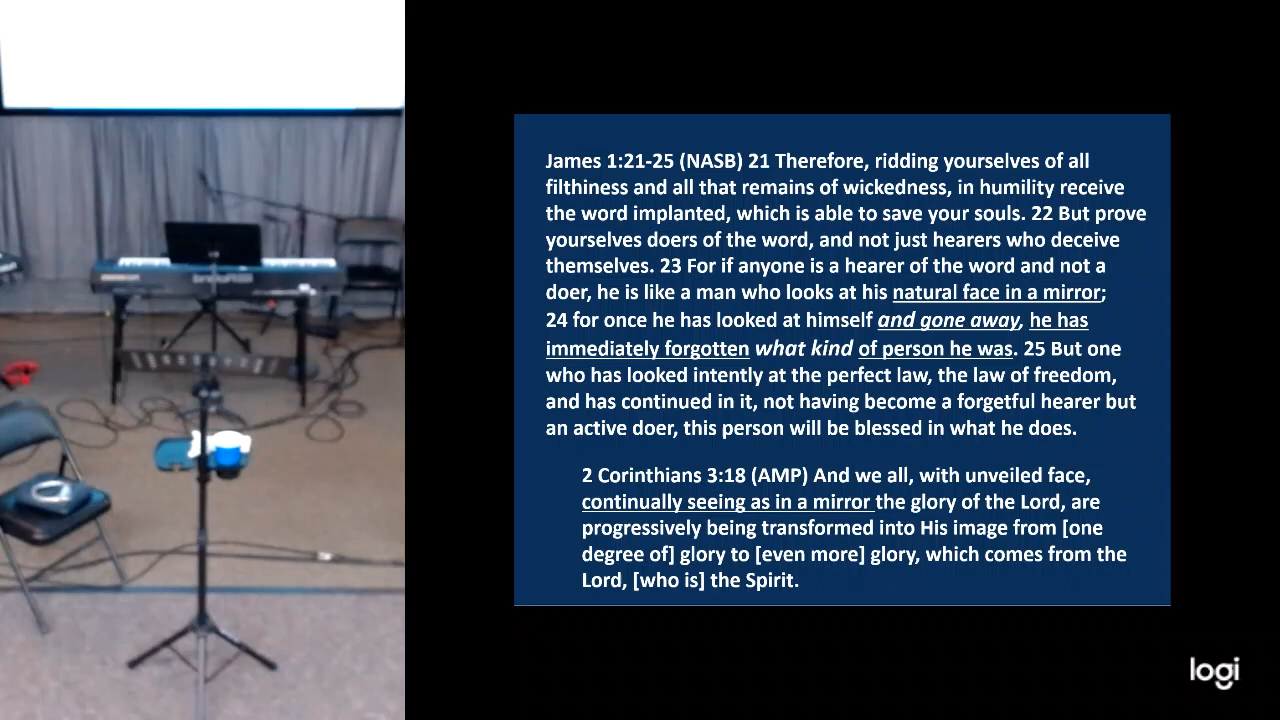 James 1:21-25 (NASB) 21 Therefore, ridding yourselves of all
filthiness and all that remains of wickedness, in humility receive
the word implanted, which is able to save your souls. 22 But prove
yourselves doers of the word, and not just hearers who deceive
themselves. 23 For if anyone is a hearer of the word and not a
doer, he is like a man who looks at his natural face in a mirror;
24 for once he has looked at himself and gone away, he has
immediately forgotten what kind of person he was. 25 But one
who has looked intently at the perfect law, the law of freedom,
and has continued in it, not having become a forgetful hearer but
an active doer, this person will be blessed in what he does.
2 Corinthians 3:18 (AMP) And we all, with unveiled face,
continually seeing as in a mirror the glory of the Lord, are
progressively being transformed into His image from [one
degree of] glory to [even more] glory, which comes from the
Lord, [who is] the Spirit.
logi